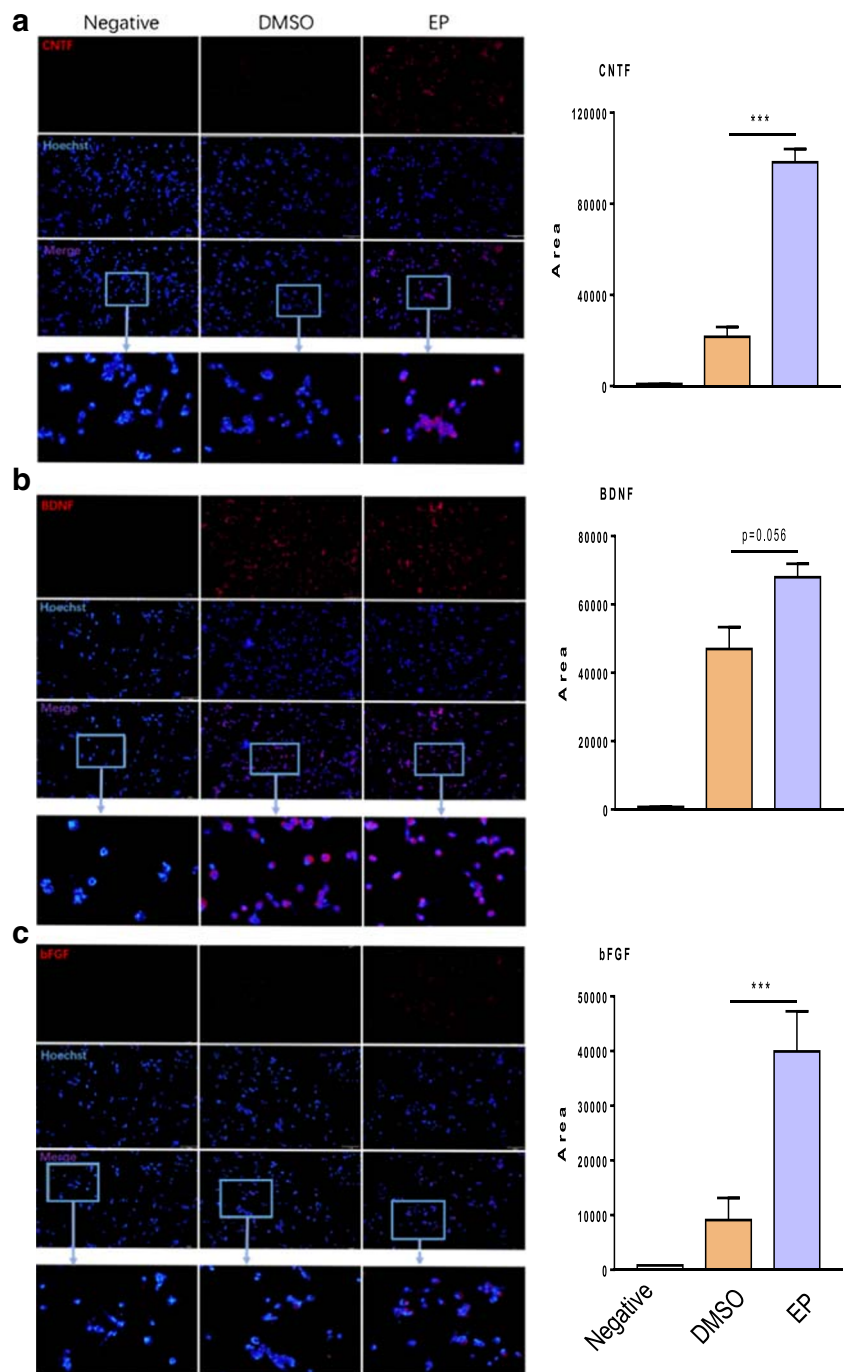 a
Negative DMSO EP
CNTF
Hoechst
Merge
CNTF
120000
80000
40000
0
Area
***
b
BDNF
Hoechst
Merge
BDNF
80000
60000
40000
20000
0
Area
p=0.056
c
bFGF
Hoechst
Merge
bFGF
50000
40000
30000
20000
10000
0
Area
***
Negative DMSO EP